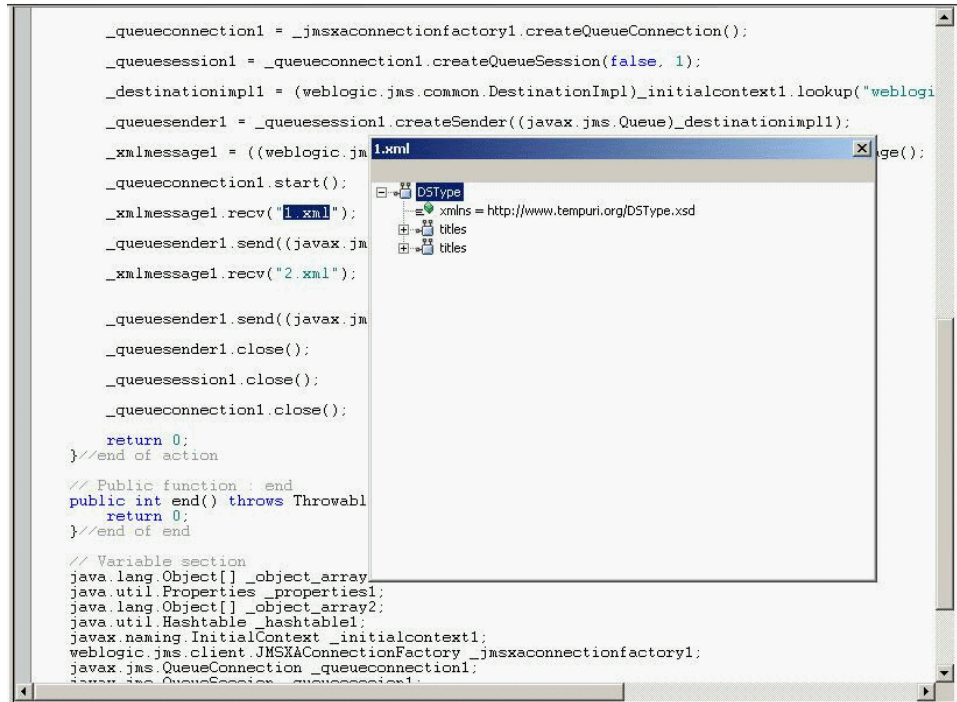 _queueconnection1 = _jmsxaconnectionfactory1.createQueueConnection();
_queuesession1 = _queueconnection1.createQueueSession(false, 1);
_destinationimpl1 = (weblogic.jms.common.DestinationImpl)_initialcontext1.lookup("weblogi
_queuesender1 = _queuesession1.createSender((javax.jms.Queue)_destinationimpl1);
_xmlmessage1 = ((weblogic.jm
ge();
_queueconnection1.start();
_xmlmessage1.recv("1.xml");
_queuesender1.send((javax.jm
_xmlmessage1.recv("2.xml");
_queuesender1.send((javax.jm
_queuesender1.close();
_queuesession1.close();
_queueconnection1.close();
return 0;
}//end of action
// Public function : end
public int end() throws Throwabl
return 0;
}//end of end
// Variable section
java.lang.Object[] _object_array
java.util.Properties _properties1;
java.lang.Object[] _object_array2;
java.util.Hashtable _hashtable1;
javax.naming.InitialContext _initialcontext1;
weblogic.jms.client.JMSXAConnectionFactory _jmsxaconnectionfactory1;
javax.jms.QueueConnection _queueconnection1;
1.xml
DSType
xmlns = http://www.tempuri.org/DSType.xsd
titles
titles